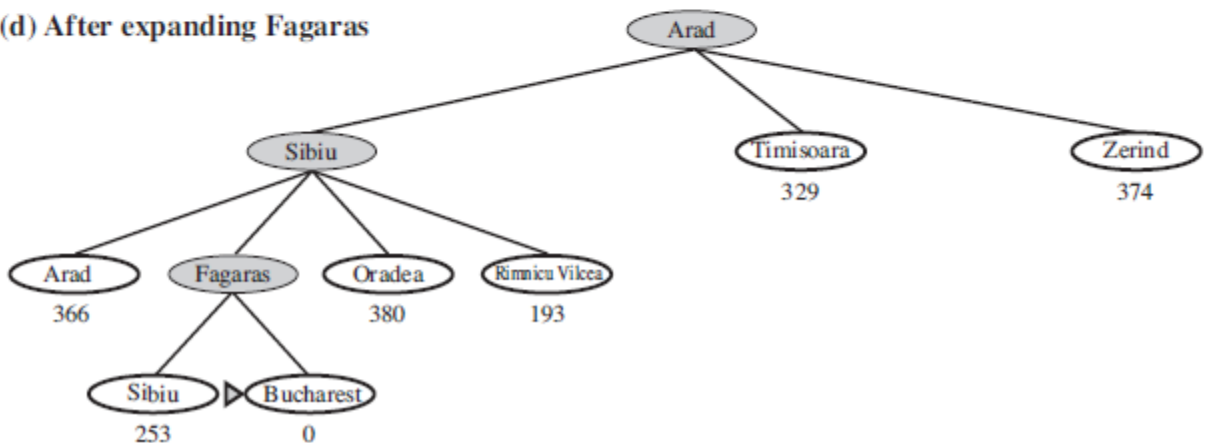 (d) After expanding Fagaras
Arad
Sibiu
Timisoara
Zerind
329
374
Arad
Fagaras
Oradea
Rimnicu Vilcea
366
380
193
Sibiu
Bucharest
253
0